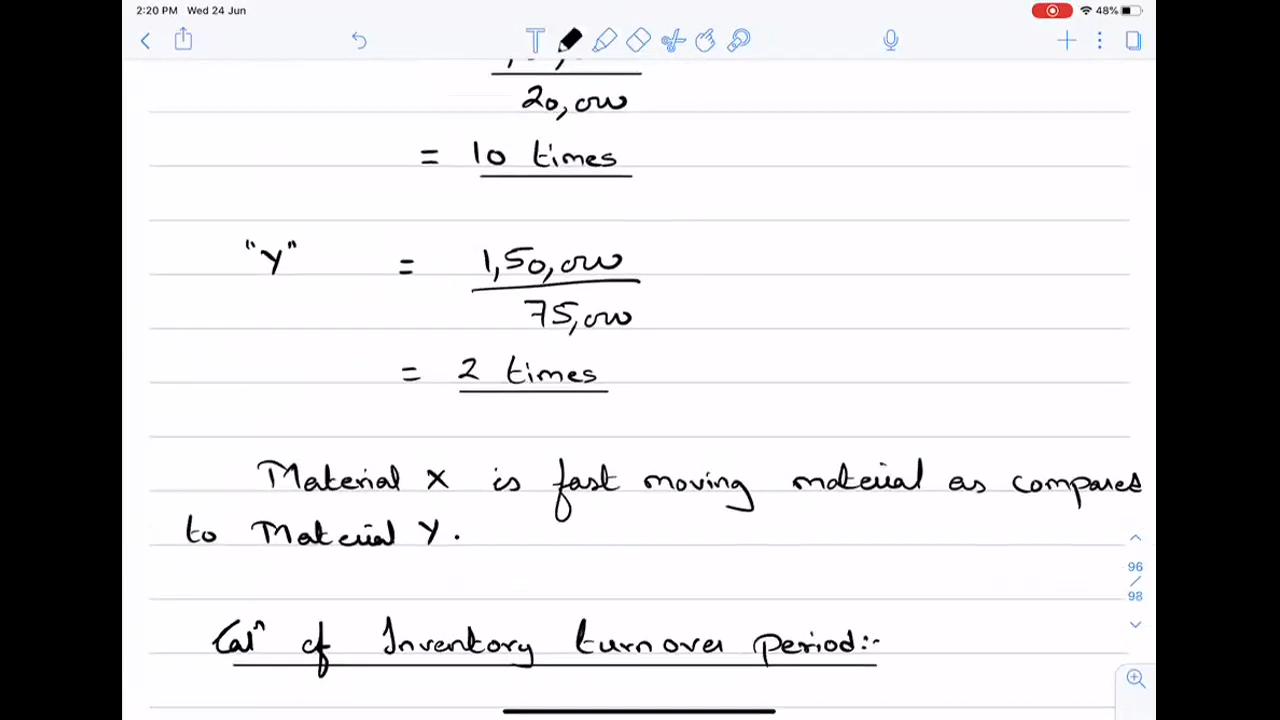 2:20 PM Wed 24 Jun
48%
20,000
= 10 times
"Y" = 1,50,000
75,000
= 2 times
Material X is fast moving material as compared
to Material Y.
96
/
98
Calⁿ of Inventory turnover period:-